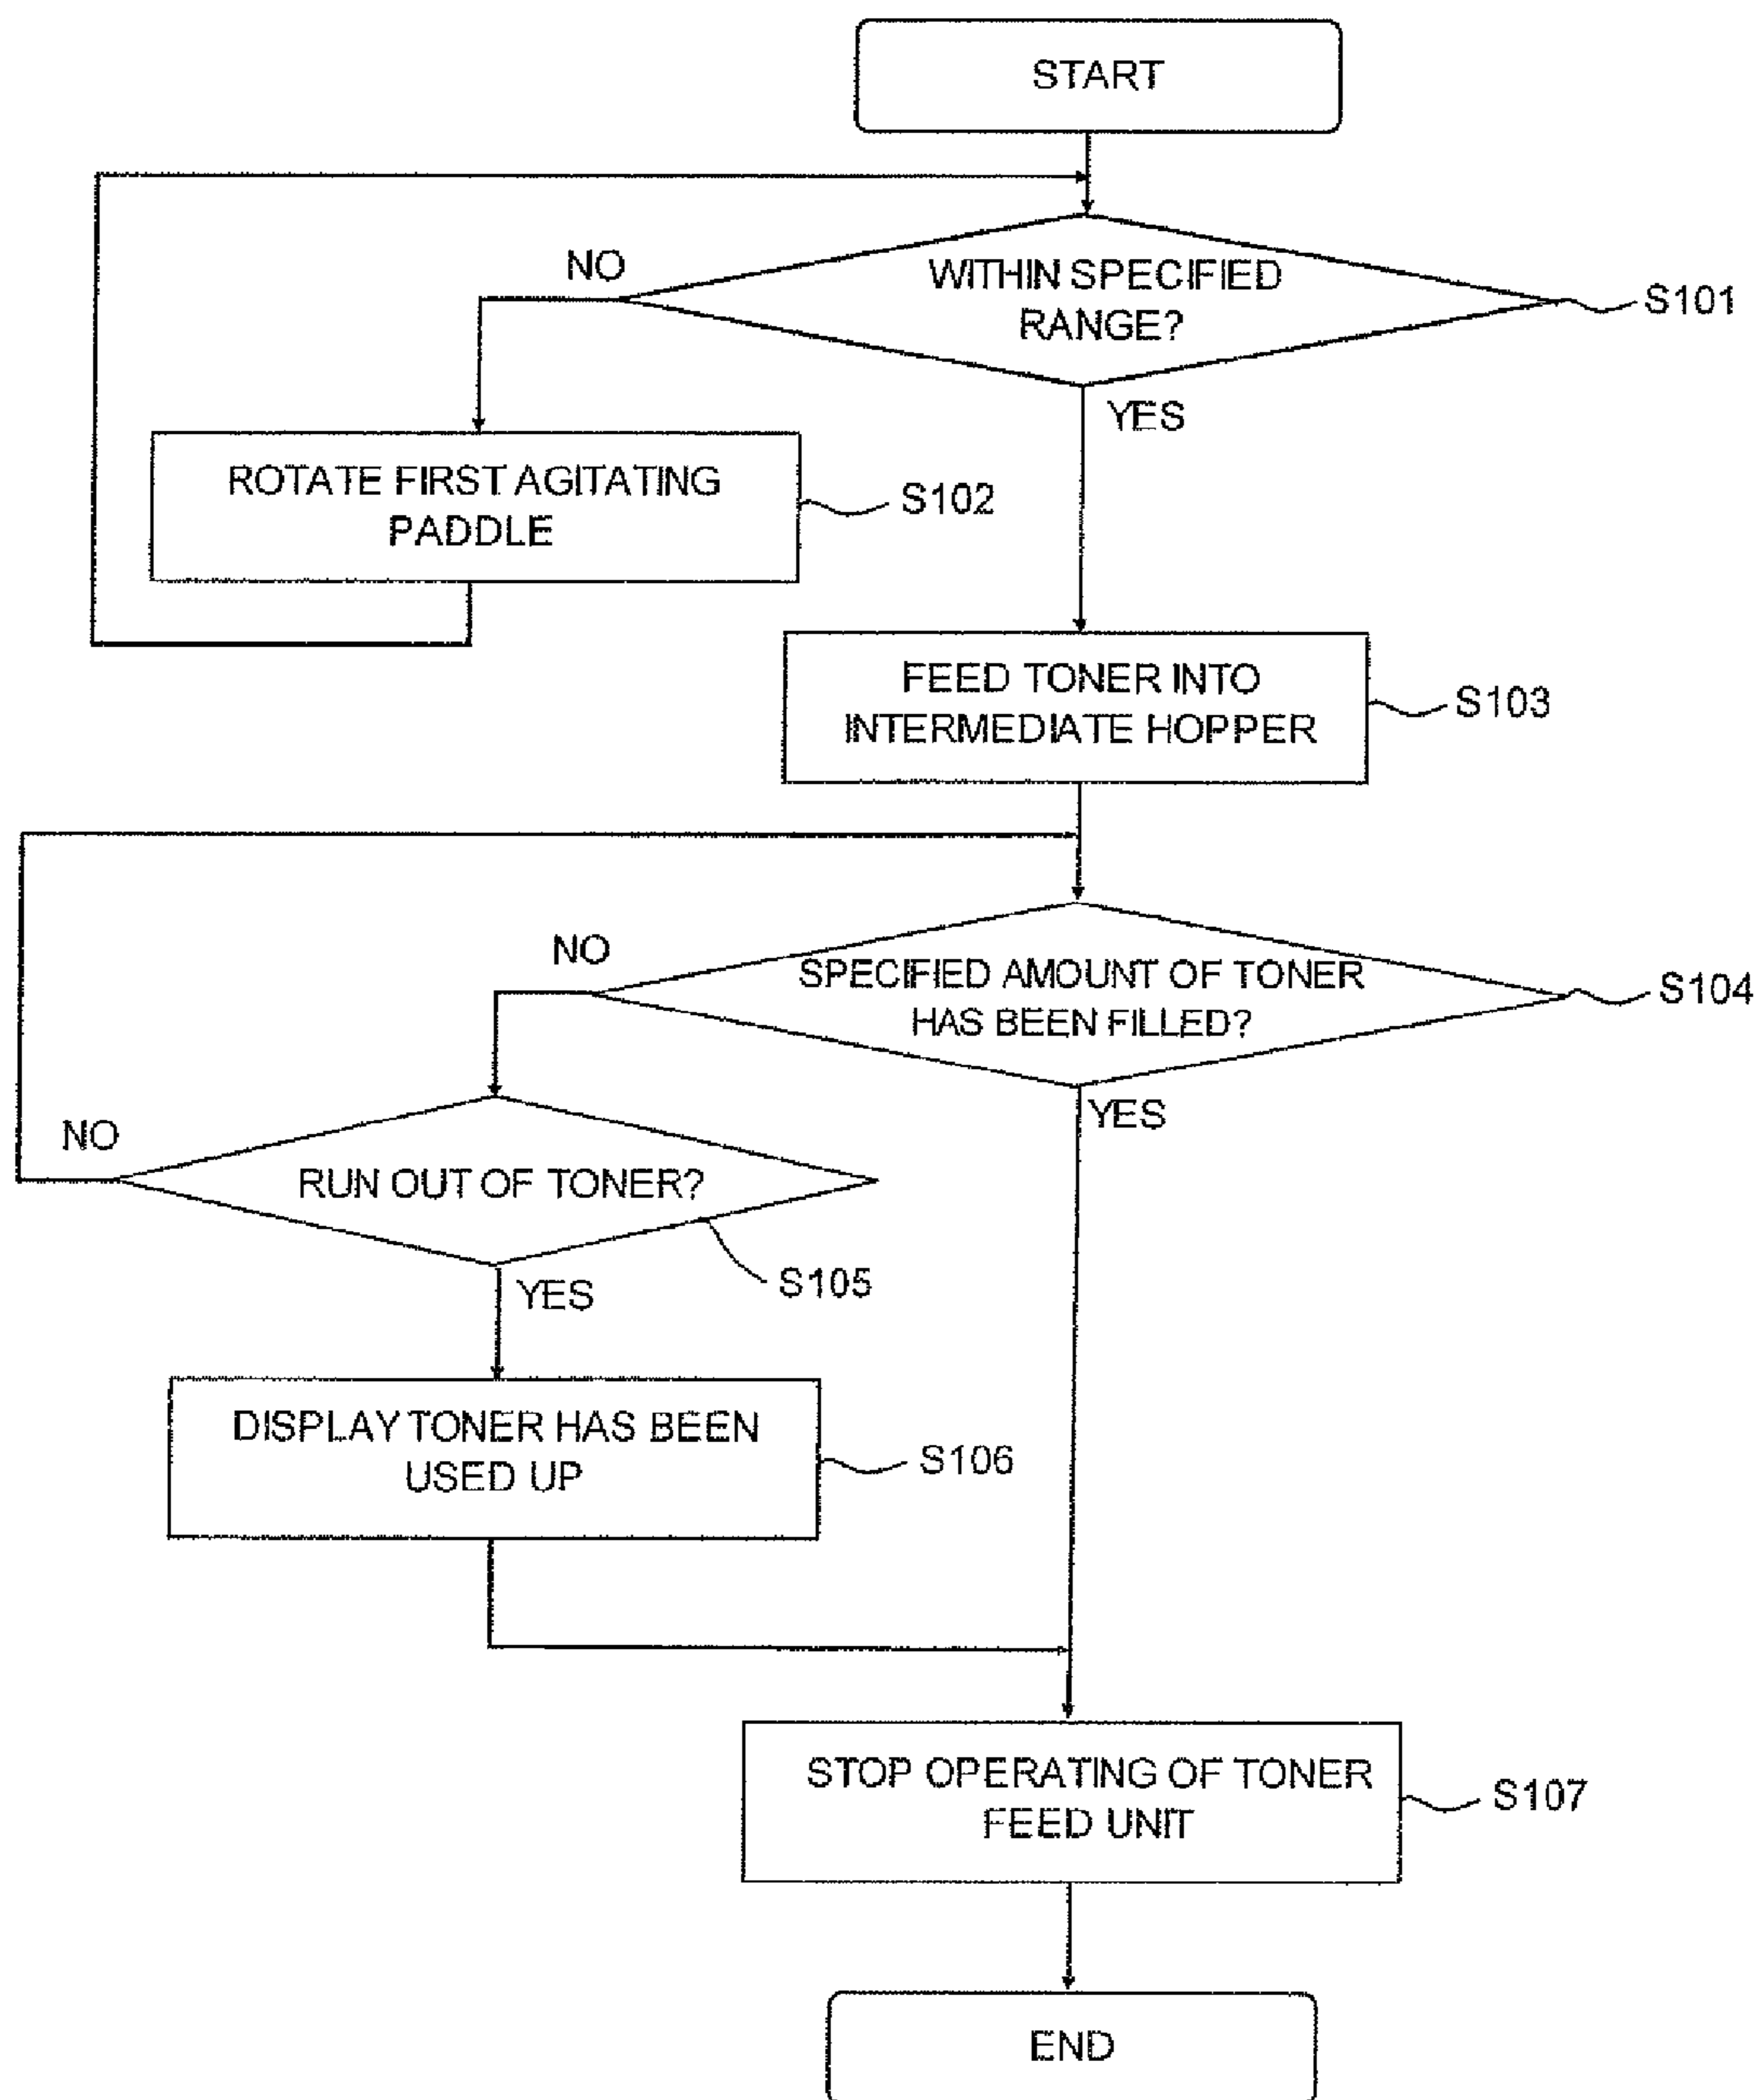 START
NO
WITHIN SPECIFIED
RANGE?
S101
YES
ROTATE FIRST AGITATING
PADDLE
S102
FEED TONER INTO
INTERMEDIATE HOPPER
S103
NO
SPECIFIED AMOUNT OF TONER
HAS BEEN FILLED?
S104
YES
NO
RUN OUT OF TONER?
S105
YES
DISPLAY TONER HAS BEEN
USED UP
S106
STOP OPERATING OF TONER
FEED UNIT
S107
END